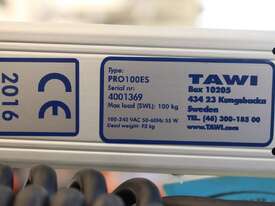 2016
CE
Type:
PRO100ES
Serial nr:
4001369
Max load (SWL): 100 kg
100-240 VAC 50-60Hz 55 W
Dead weight: 72 kg
TAWI
Box 10205
434 23 Kungsbacka
Sweden
TEL. (46) 300-185 00
www.TAWI.com